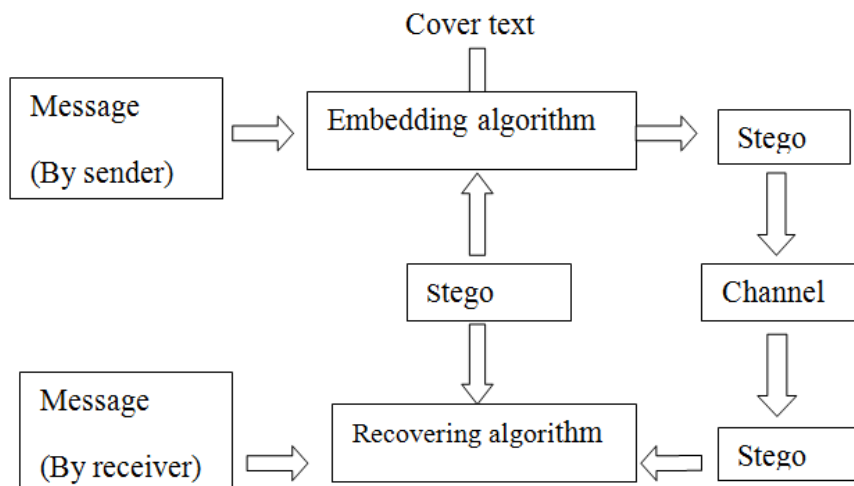 Cover text
Message
(By sender)
Embedding algorithm
Stego
Stego
Channel
Message
(By receiver)
Recovering algorithm
Stego